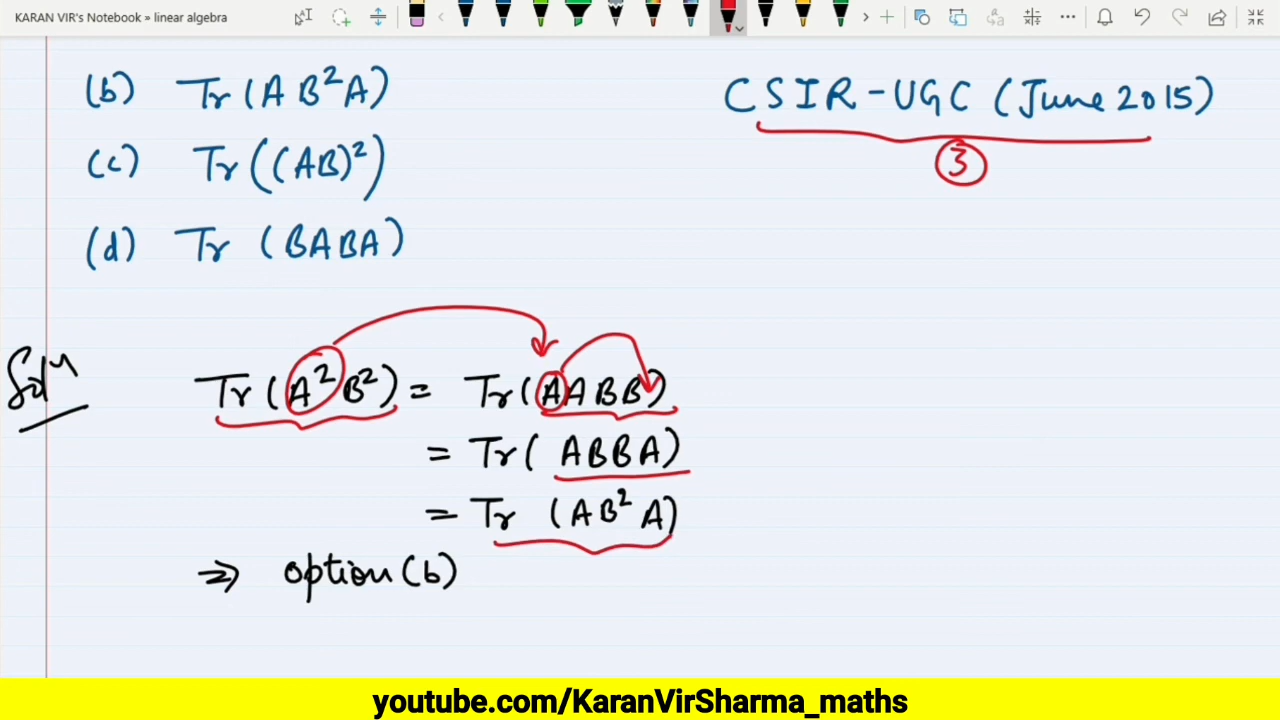 KARAN VIR's Notebook » linear algebra
(b) Tr(AB²A)
CSIR-UGC (June 2015)
3
(c) Tr((AB)²)
(d) Tr (BABA)
Solⁿ
Tr(A²B²) = Tr(AABB)
= Tr(ABBA)
= Tr (AB²A)
⇒ option(b)
youtube.com/KaranVirSharma_maths